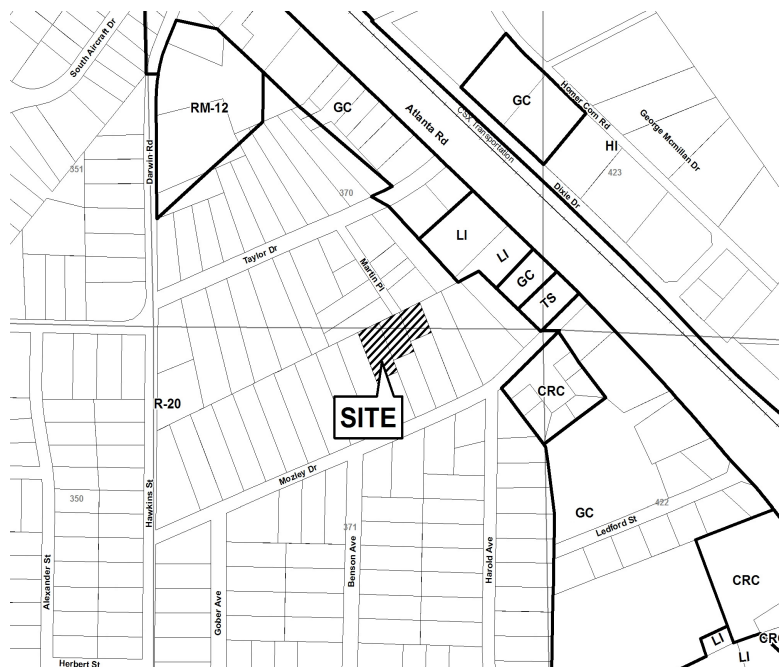 South Aircraft Dr
RM-12
Darwin Rd
351
GC
Atlanta Rd
CSX Transportation
GC
Homer Corn Rd
George Mcmillan Dr
HI
423
Dixie Dr
370
Taylor Dr
Martin Pl
LI
LI
GC
TS
CRC
SITE
R-20
Mozley Dr
350
Hawkins St
371
Benson Ave
Harold Ave
GC
422
Ledford St
Alexander St
Gober Ave
CRC
LI
CRC
LI
Herbert St